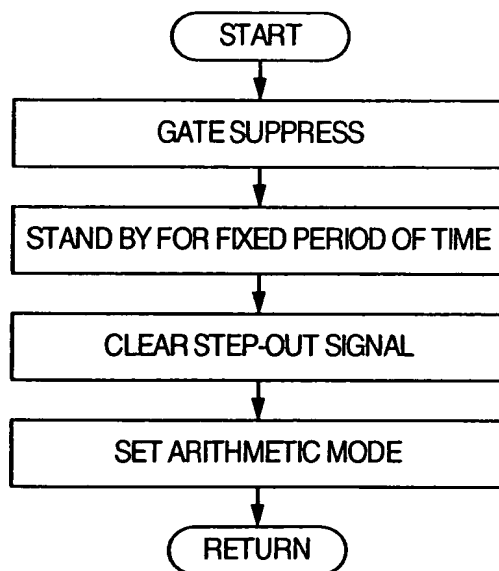 START
GATE SUPPRESS
STAND BY FOR FIXED PERIOD OF TIME
CLEAR STEP-OUT SIGNAL
SET ARITHMETIC MODE
RETURN